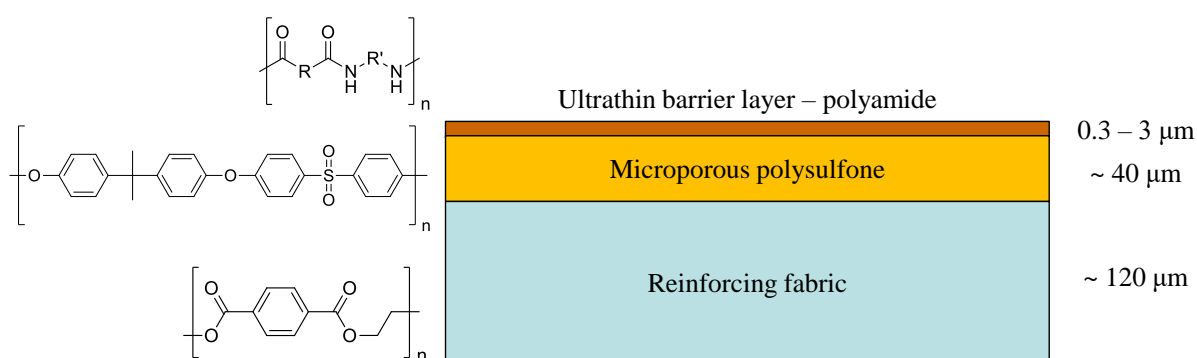 O O
R'
R N N
H H
n
Ultrathin barrier layer – polyamide
0.3 – 3 μm
O
O O S
O
n
Microporous polysulfone
~ 40 μm
O O
O O
n
Reinforcing fabric
~ 120 μm